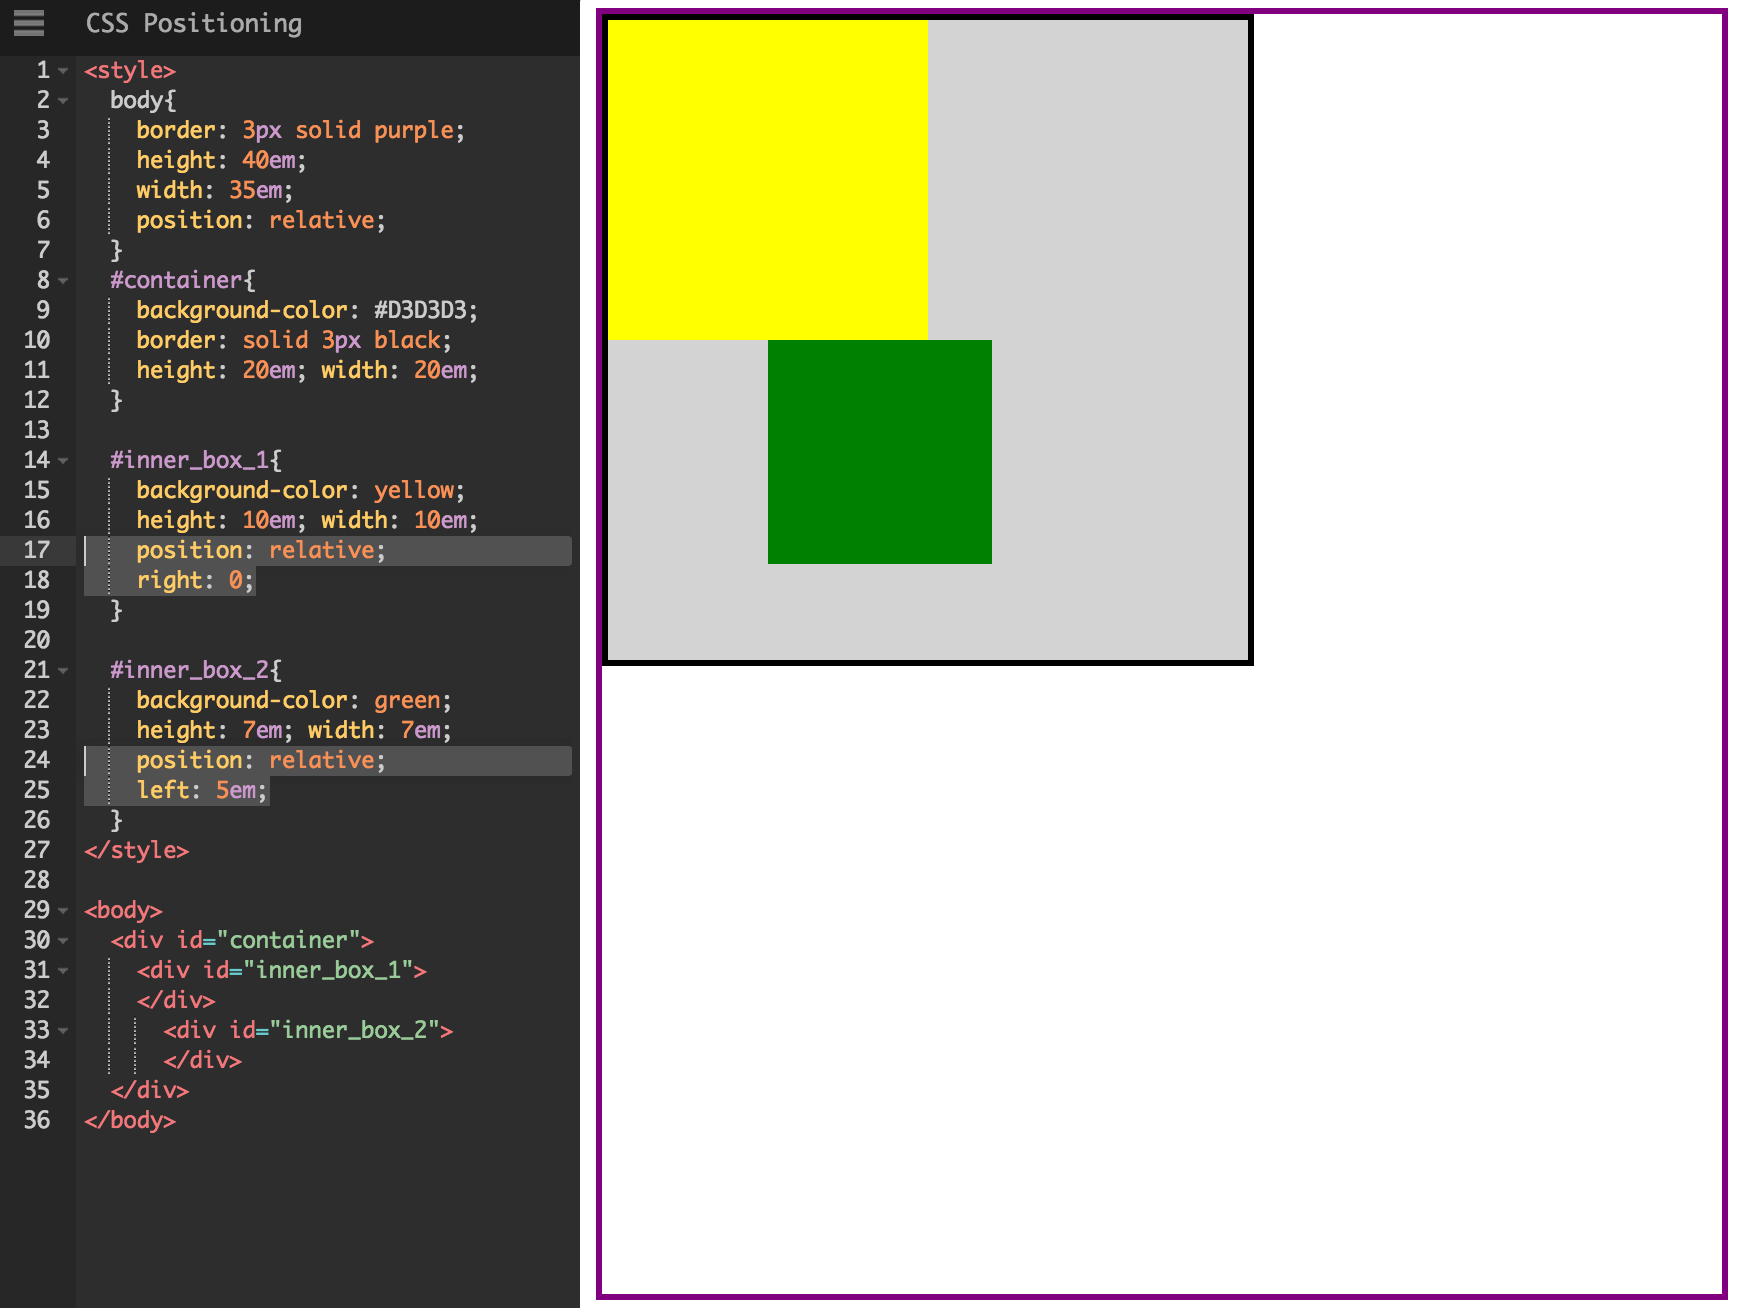 CSS Positioning
1 <style>
2 body{
3 border: 3px solid purple;
4 height: 40em;
5 width: 35em;
6 position: relative;
7 }
8 #container{
9 background-color: #D3D3D3;
10 border: solid 3px black;
11 height: 20em; width: 20em;
12 }
13
14 #inner_box_1{
15 background-color: yellow;
16 height: 10em; width: 10em;
17 position: relative;
18 right: 0;
19 }
20
21 #inner_box_2{
22 background-color: green;
23 height: 7em; width: 7em;
24 position: relative;
25 left: 5em;
26 }
27 </style>
28
29 <body>
30 <div id="container">
31 <div id="inner_box_1">
32 </div>
33 <div id="inner_box_2">
34 </div>
35 </div>
36 </body>